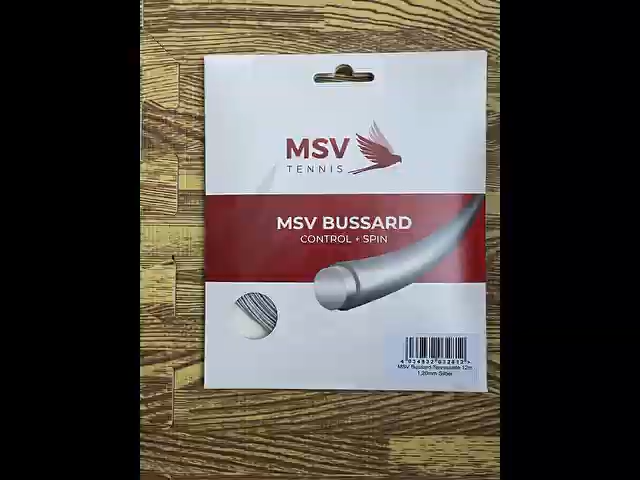 MSV
TENNIS
MSV BUSSARD
CONTROL + SPIN
MSV Bussard Tennissaite 12m
1,20mm Silber